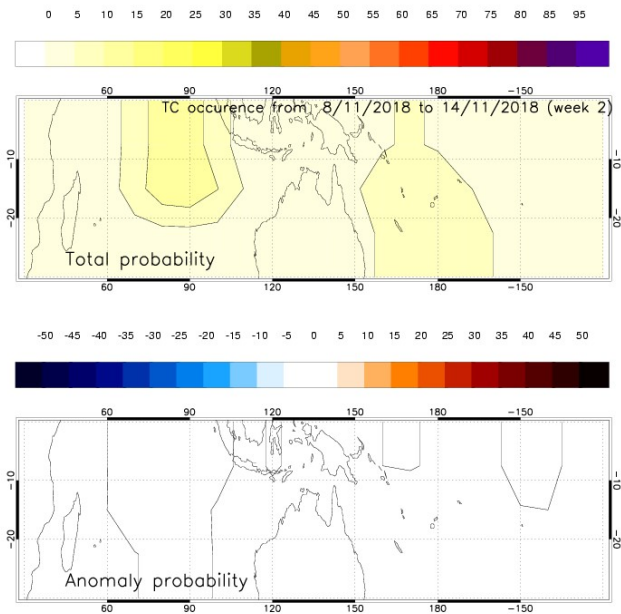 0 5 10 15 20 25 30 35 40 45 50 55 60 65 70 75 80 85 90 95
60 90 120 150 180 -150
TC occurence from 8/11/2018 to 14/11/2018 (week 2)
-10 -10
-20 -20
Total probability
60 90 120 150 180 -150
-50 -45 -40 -35 -30 -25 -20 -15 -10 -5 0 5 10 15 20 25 30 35 40 45 50
60 90 120 150 180 -150
-10 -10
-20 -20
Anomaly probability
60 90 120 150 180 -150